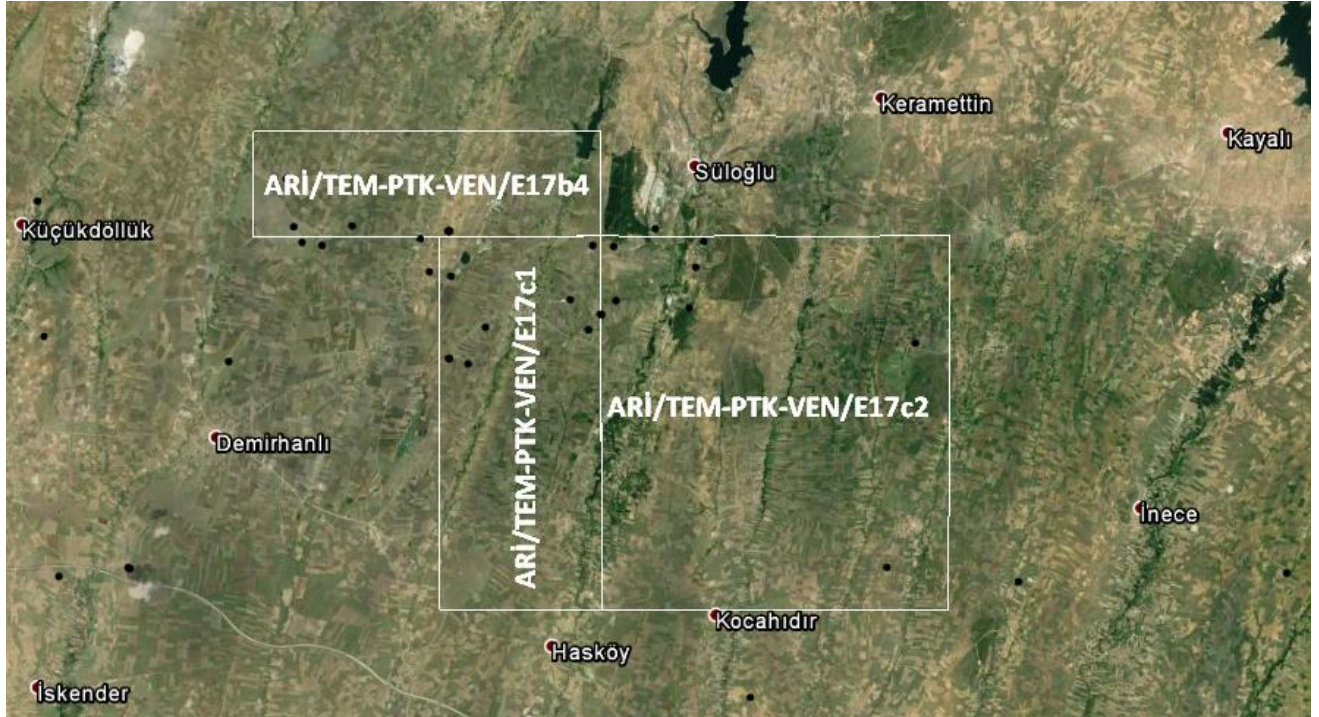 Keramettin
Kayalı
Süloğlu
ARİ/TEM-PTK-VEN/E17b4
Küçükdöllük
ARİ/TEM-PTK-VEN/E17c1
ARİ/TEM-PTK-VEN/E17c2
Demirhanlı
İnece
Kocahıdır
Hasköy
İskender